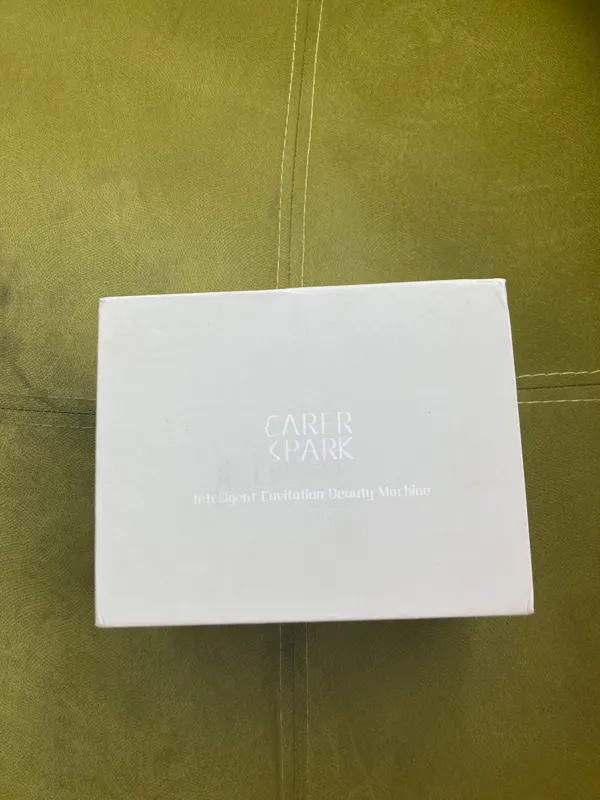 CARER
SPARK
Intelligent Cavitation Beauty Machine